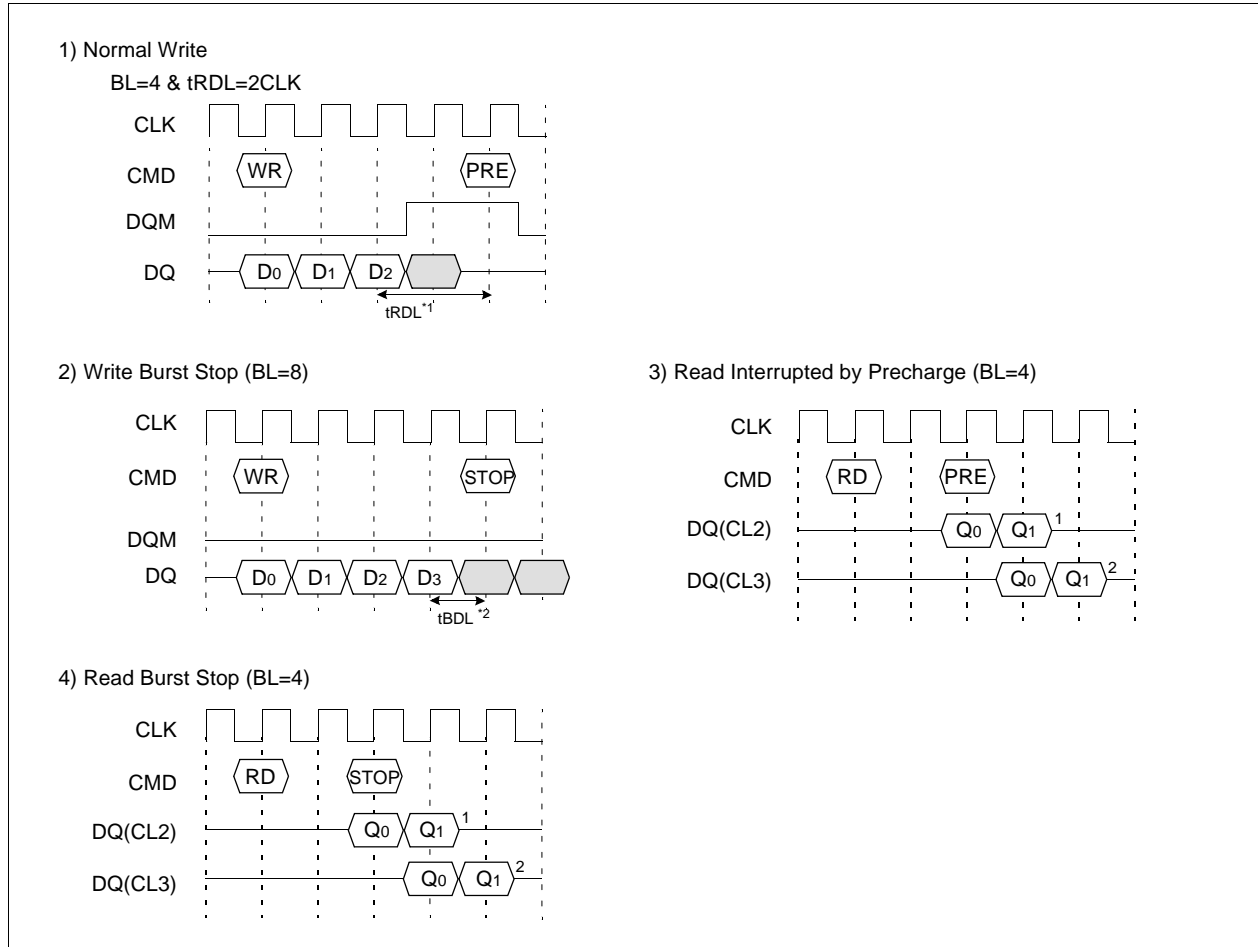 1) Normal Write
BL=4 & tRDL=2CLK
CLK
CMD WR PRE
DQM
DQ D0 D1 D2
tRDL*1
2) Write Burst Stop (BL=8)
CLK
CMD WR STOP
DQM
DQ D0 D1 D2 D3
tBDL *2
3) Read Interrupted by Precharge (BL=4)
CLK
CMD RD PRE
DQ(CL2) Q0 Q1 1
DQ(CL3) Q0 Q1 2
4) Read Burst Stop (BL=4)
CLK
CMD RD STOP
DQ(CL2) Q0 Q1 1
DQ(CL3) Q0 Q1 2